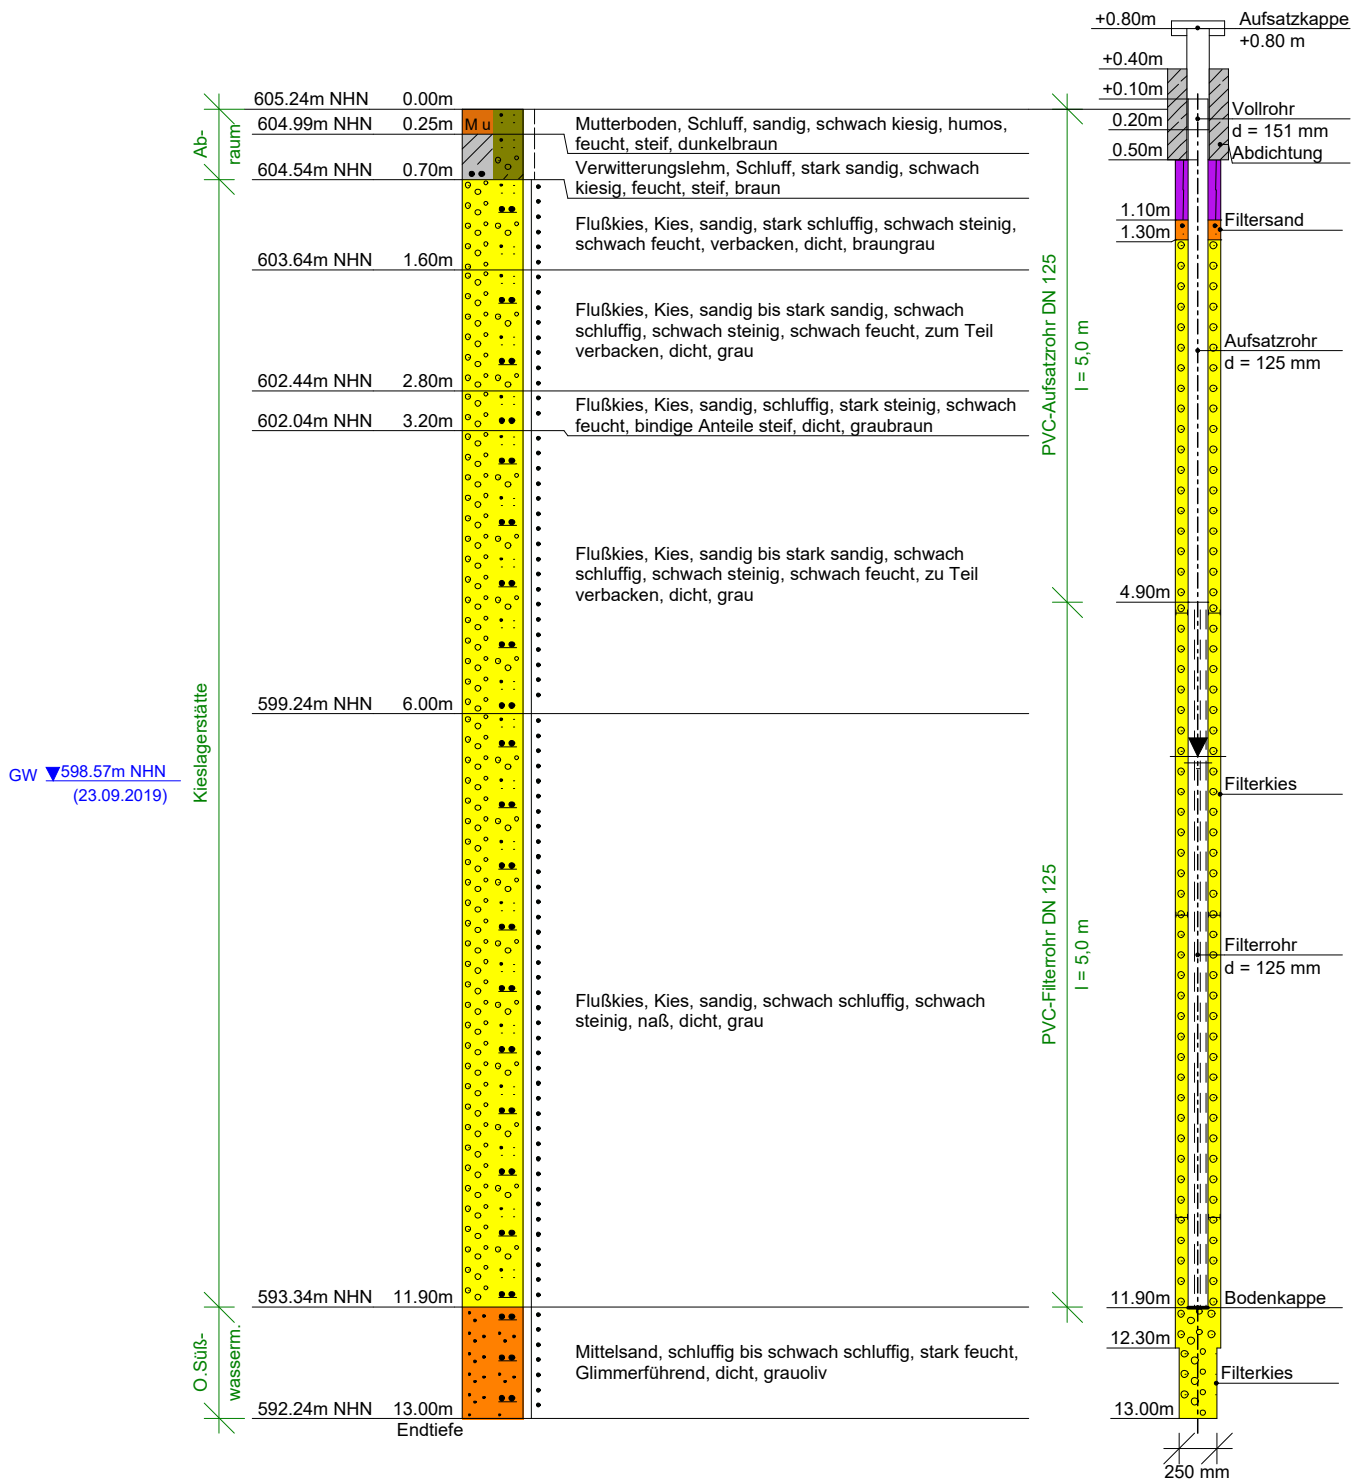 +0.80m
Aufsatzkappe
+0.80 m
+0.40m
605.24m NHN 0.00m
+0.10m
Ab-
raum
604.99m NHN 0.25m
M u
Mutterboden, Schluff, sandig, schwach kiesig, humos,
feucht, steif, dunkelbraun
0.20m
Vollrohr
d = 151 mm
0.50m
Abdichtung
604.54m NHN 0.70m
Verwitterungslehm, Schluff, stark sandig, schwach
kiesig, feucht, steif, braun
1.10m
Filtersand
1.30m
Flußkies, Kies, sandig, stark schluffig, schwach steinig,
schwach feucht, verbacken, dicht, braungrau
603.64m NHN 1.60m
Flußkies, Kies, sandig bis stark sandig, schwach
schluffig, schwach steinig, schwach feucht, zum Teil
verbacken, dicht, grau
PVC-Aufsatzrohr DN 125
l = 5,0 m
Aufsatzrohr
d = 125 mm
602.44m NHN 2.80m
Flußkies, Kies, sandig, schluffig, stark steinig, schwach
feucht, bindige Anteile steif, dicht, graubraun
602.04m NHN 3.20m
Flußkies, Kies, sandig bis stark sandig, schwach
schluffig, schwach steinig, schwach feucht, zu Teil
verbacken, dicht, grau
4.90m
599.24m NHN 6.00m
Kieslagerstätte
GW 598.57m NHN
(23.09.2019)
Filterkies
PVC-Filterrohr DN 125
l = 5,0 m
Filterrohr
d = 125 mm
Flußkies, Kies, sandig, schwach schluffig, schwach
steinig, naß, dicht, grau
593.34m NHN 11.90m
11.90m
Bodenkappe
O.Süß-
wasserm.
12.30m
Mittelsand, schluffig bis schwach schluffig, stark feucht,
Glimmerführend, dicht, grauoliv
Filterkies
592.24m NHN 13.00m
Endtiefe
13.00m
250 mm